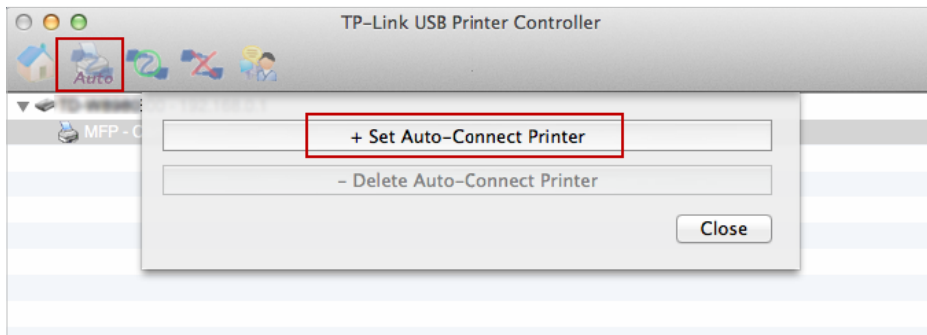 TP-Link USB Printer Controller
Auto
MFP - C
+ Set Auto-Connect Printer
- Delete Auto-Connect Printer
Close